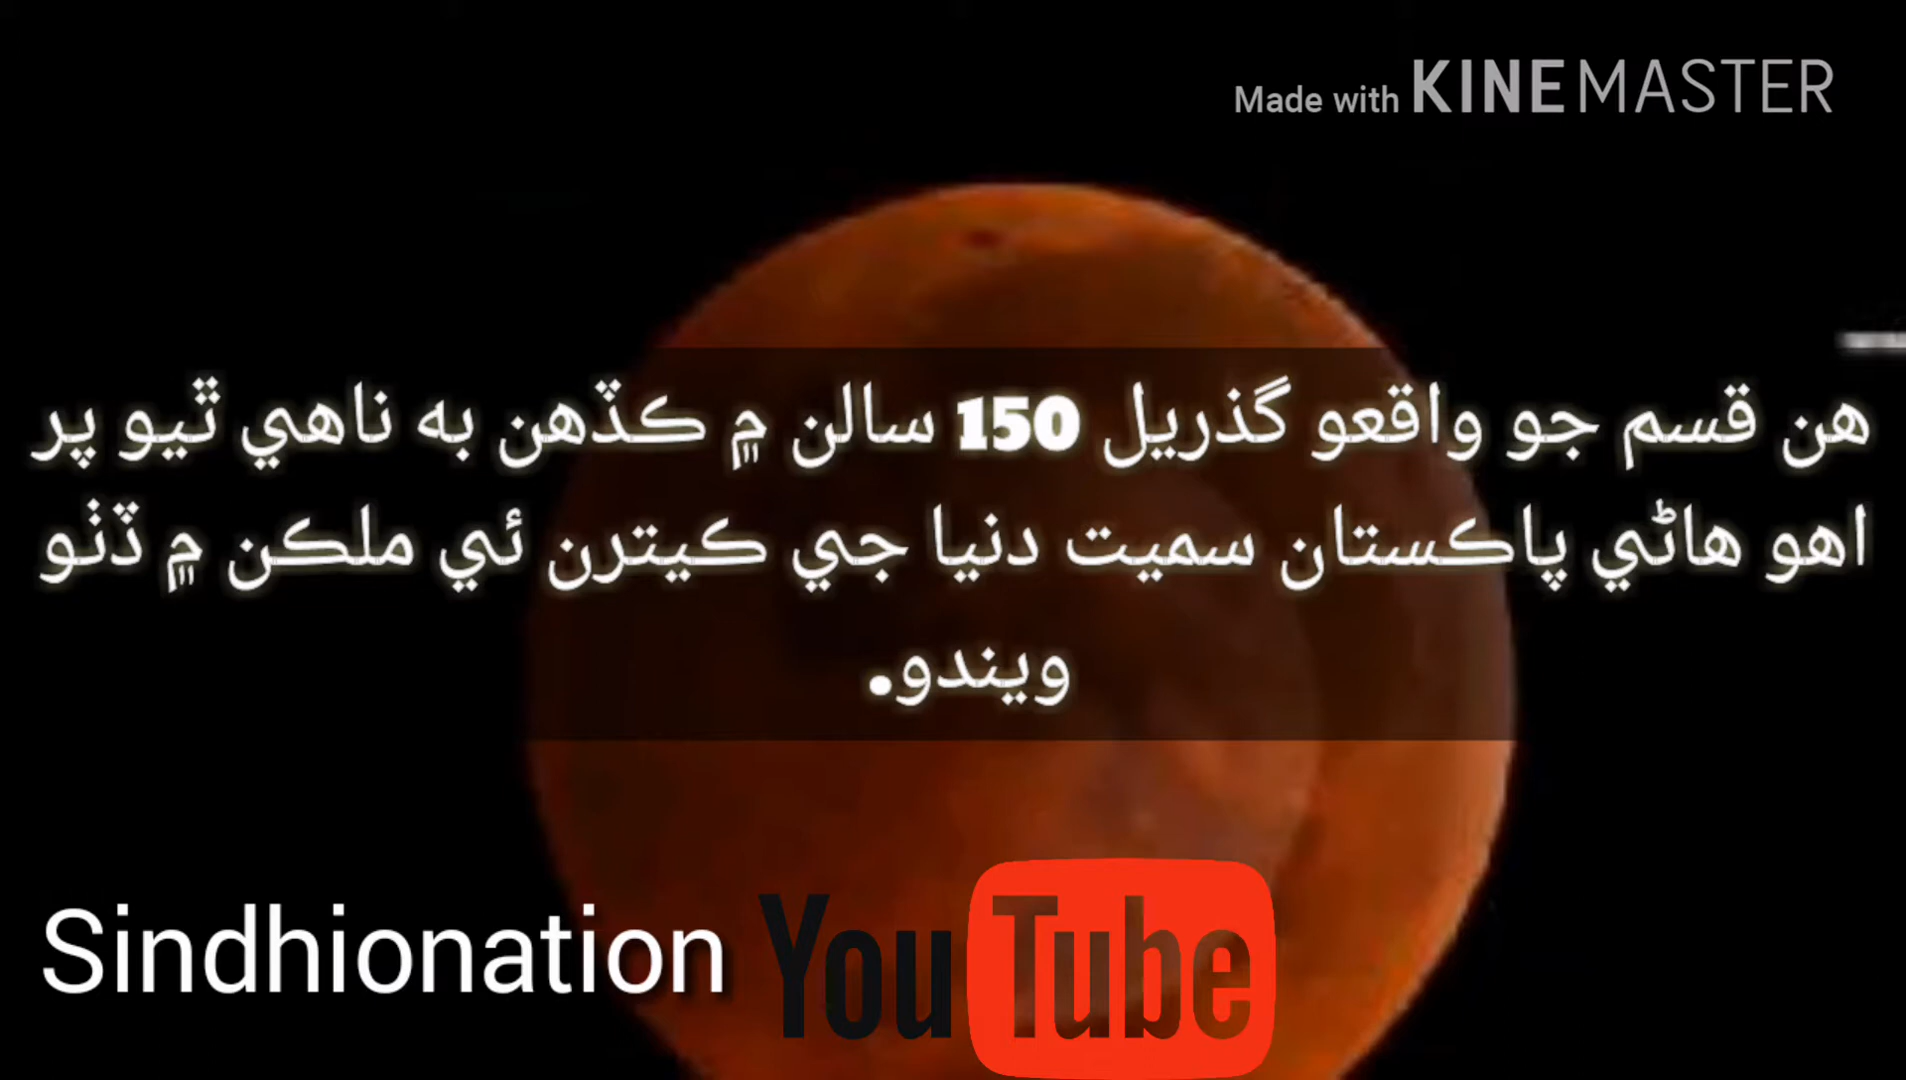 Made with KINEMASTER
هن قسم جو واقعو گذريل 150 سالن ۾ ڪڏهن به ناهي ٿيو پر
اهو هاڻي پاڪستان سميت دنيا جي ڪيترن ئي ملڪن ۾ ڏٺو
ويندو.
Sindhionation YouTube